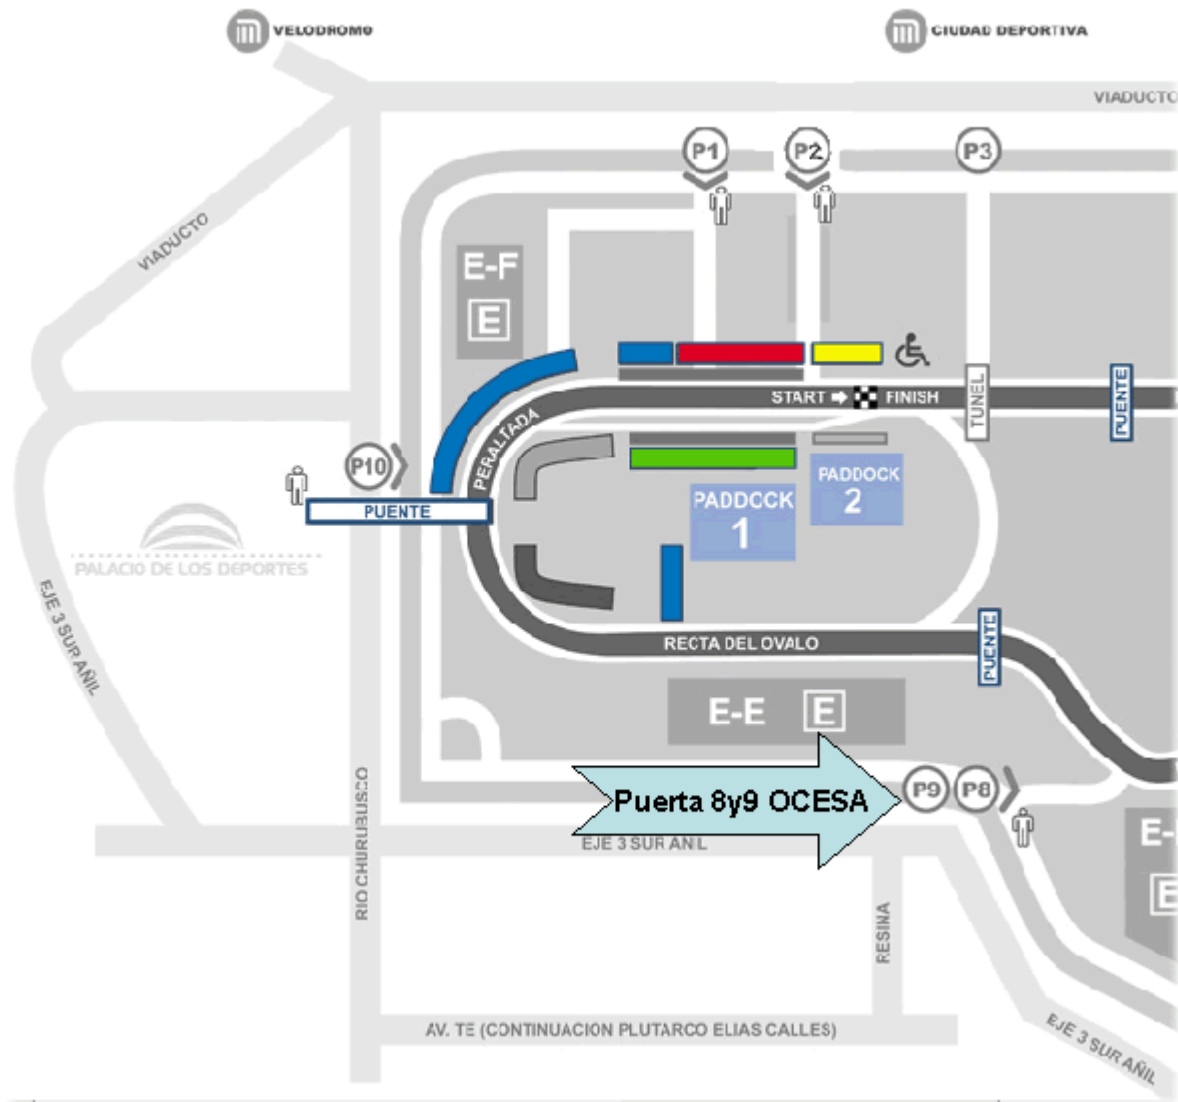 VELODROMO
CIUDAD DEPORTIVA
VIADUCTO
P1
P2
P3
VIADUCTO
E-F
E
START
FINISH
TUNEL
PUENTE
PERALTADA
P10
PADDOCK
1
PADDOCK
2
PUENTE
PALACIO DE LOS DEPORTES
EJE 3 SUR AÑIL
RECTA DEL OVALO
PUENTE
E-E
E
Puerta 8y9 OCESA
P9
P8
EJE 3 SUR ANIL
E-
E
RIO CHURUBUSCO
RESINA
AV. TE (CONTINUACION PLUTARCO ELIAS CALLES)
EJE 3 SUR AÑIL